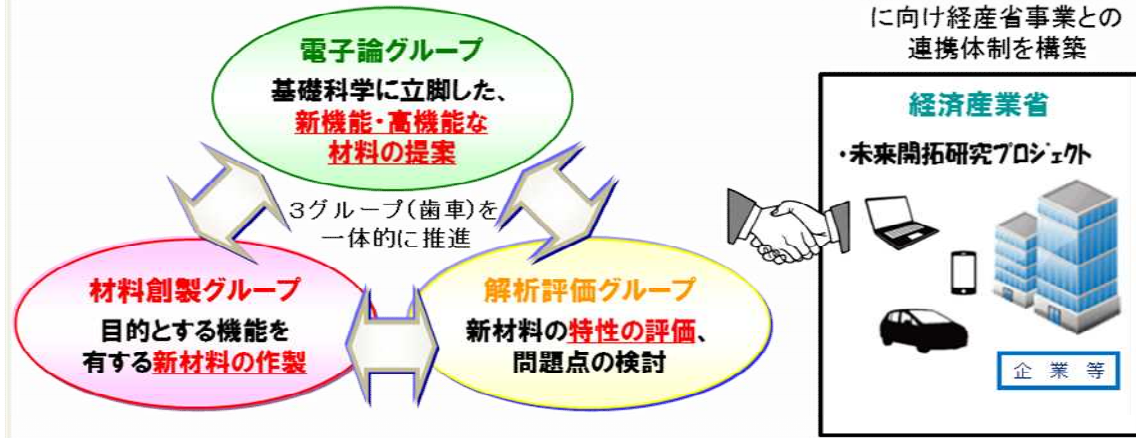 電子論グループ
基礎科学に立脚した、
新機能・高機能な
材料の提案
3グループ(歯車)を
一体的に推進
材料創製グループ
目的とする機能を
有する新材料の作製
解析評価グループ
新材料の特性の評価、
問題点の検討
に向け経産省事業との
連携体制を構築
経済産業省
・未来開拓研究プロジェクト
企業等